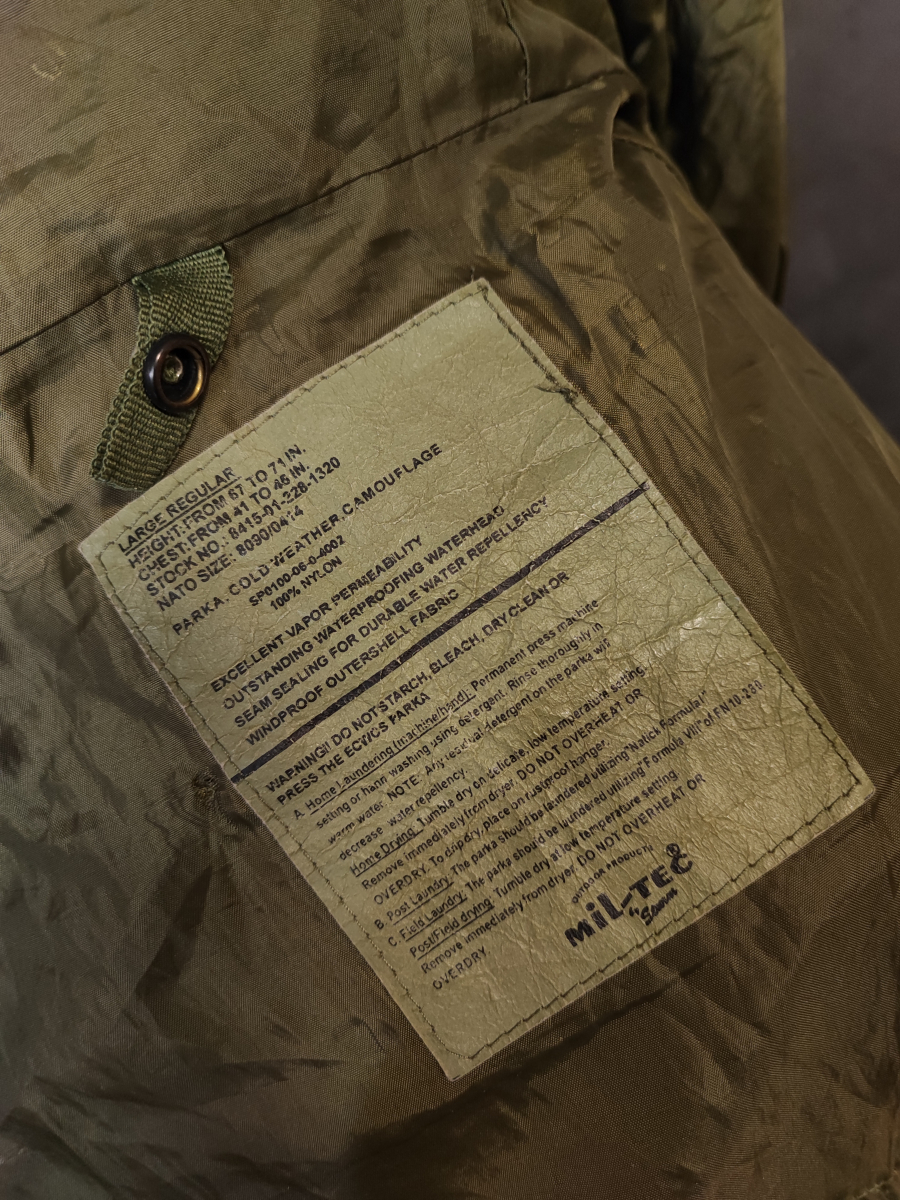 LARGE REGULAR
HEIGHT: FROM 67 TO 71 IN.
CHEST: FROM 41 TO 46 IN.
STOCK NO.: 8415-01-228-1320
NATO SIZE: 8090/0414
PARKA, COLD WEATHER, CAMOUFLAGE
SP0100-06-0-4002
100% NYLON
EXCELLENT VAPOR PERMEABILITY
OUTSTANDING WATERPROOFING WATERHEAD
SEAM SEALING FOR DURABLE WATER REPELLENCY
WINDPROOF OUTERSHELL FABRIC
WARNING!! DO NOT STARCH, BLEACH, DRY CLEAN OR
PRESS THE ECWCS PARKA
A. Home Laundering (machine/hand): Permanent press machine
setting or hann washing using detergent. Rinse thoroughly in
warm water. NOTE: Any residual detergent on the parka will
decrease water repellency.
Home Drying: Tumble dry on delicate, low temperature setting.
Remove immediately from dryer. DO NOT OVERHEAT OR
OVERDRY. To drip dry, place on rustproof hanger.
B. Post Laundry: The parka should be laundered utilizing "Natick Formula I"
C. Field Laundry: The parka should be laundered utilizing "Formula VIII" of FN 10-280
Post/Field drying: Tumble dry at low temperature setting
Remove immediately from dryer. DO NOT OVERHEAT OR
OVERDRY.
OUTDOOR PRODUCTS
MiL-TEC
"Sturm